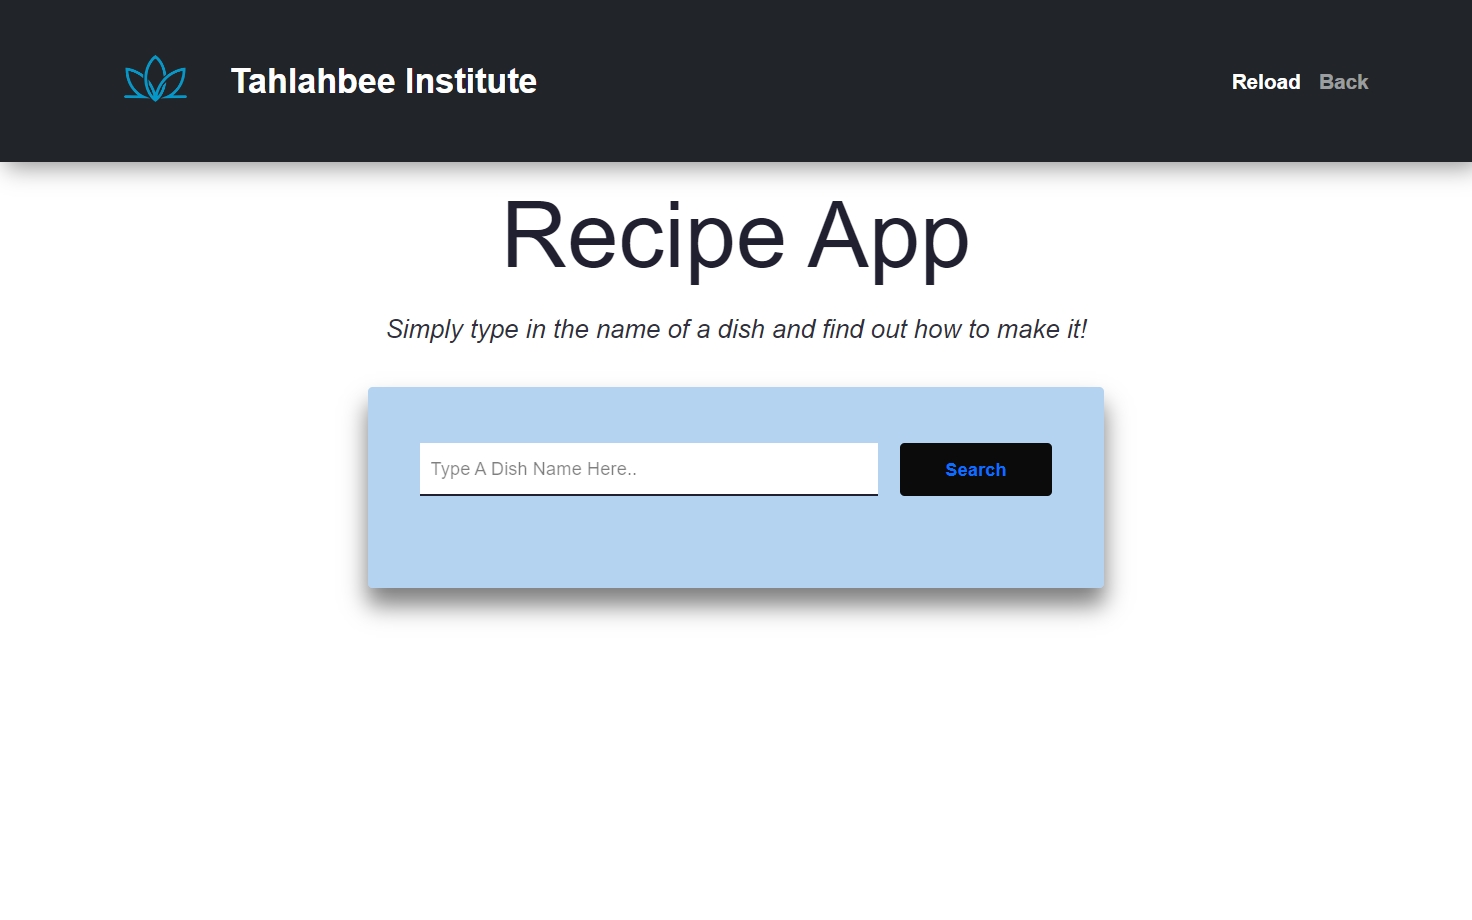 Tahlahbee Institute
Reload Back
Recipe App
Simply type in the name of a dish and find out how to make it!
Type A Dish Name Here..
Search